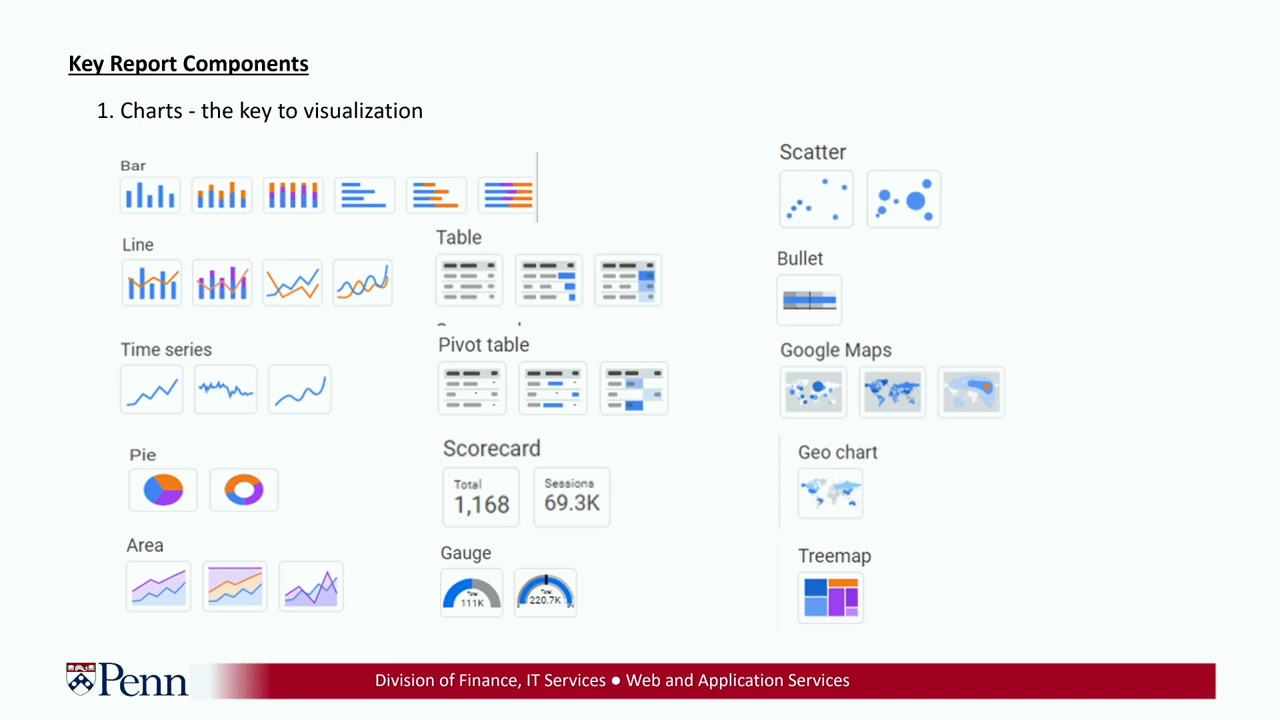 Key Report Components
1. Charts - the key to visualization
Bar
Line
Time series
Pie
Area
Table
Pivot table
Scorecard
Total
1,168
Sessions
69.3K
Gauge
Total
111K
Total
220.7K
Scatter
Bullet
Google Maps
Geo chart
Treemap
Penn
Division of Finance, IT Services ● Web and Application Services